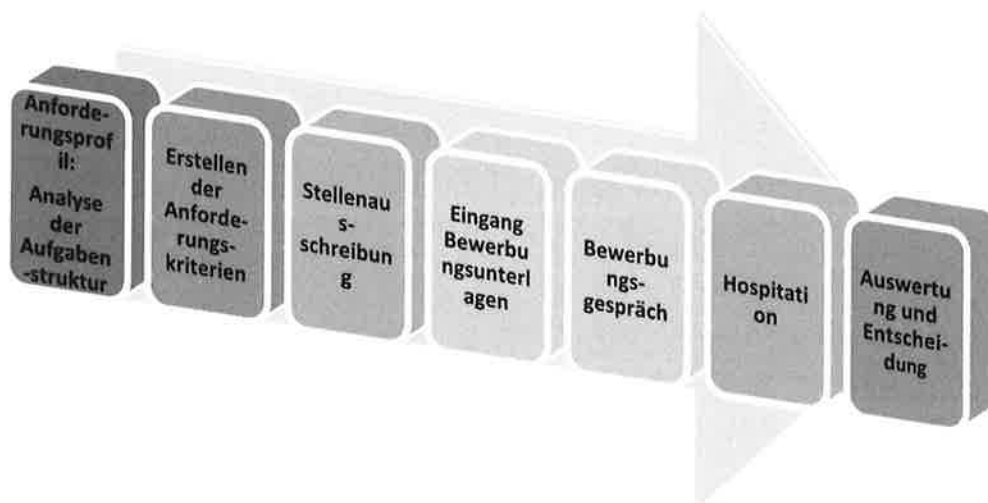 Anforde-
rungsprof
il:
Analyse
der
Aufgaben
-struktur
Erstellen
der
Anforde-
rungs-
kriterien
Stellenaus
s-
schreibun
g
Eingang
Bewerbu
ngsunterl
agen
Bewerbu
ngs-
gespräch
Hospitati
on
Auswertu
ng und
Entschei-
dung